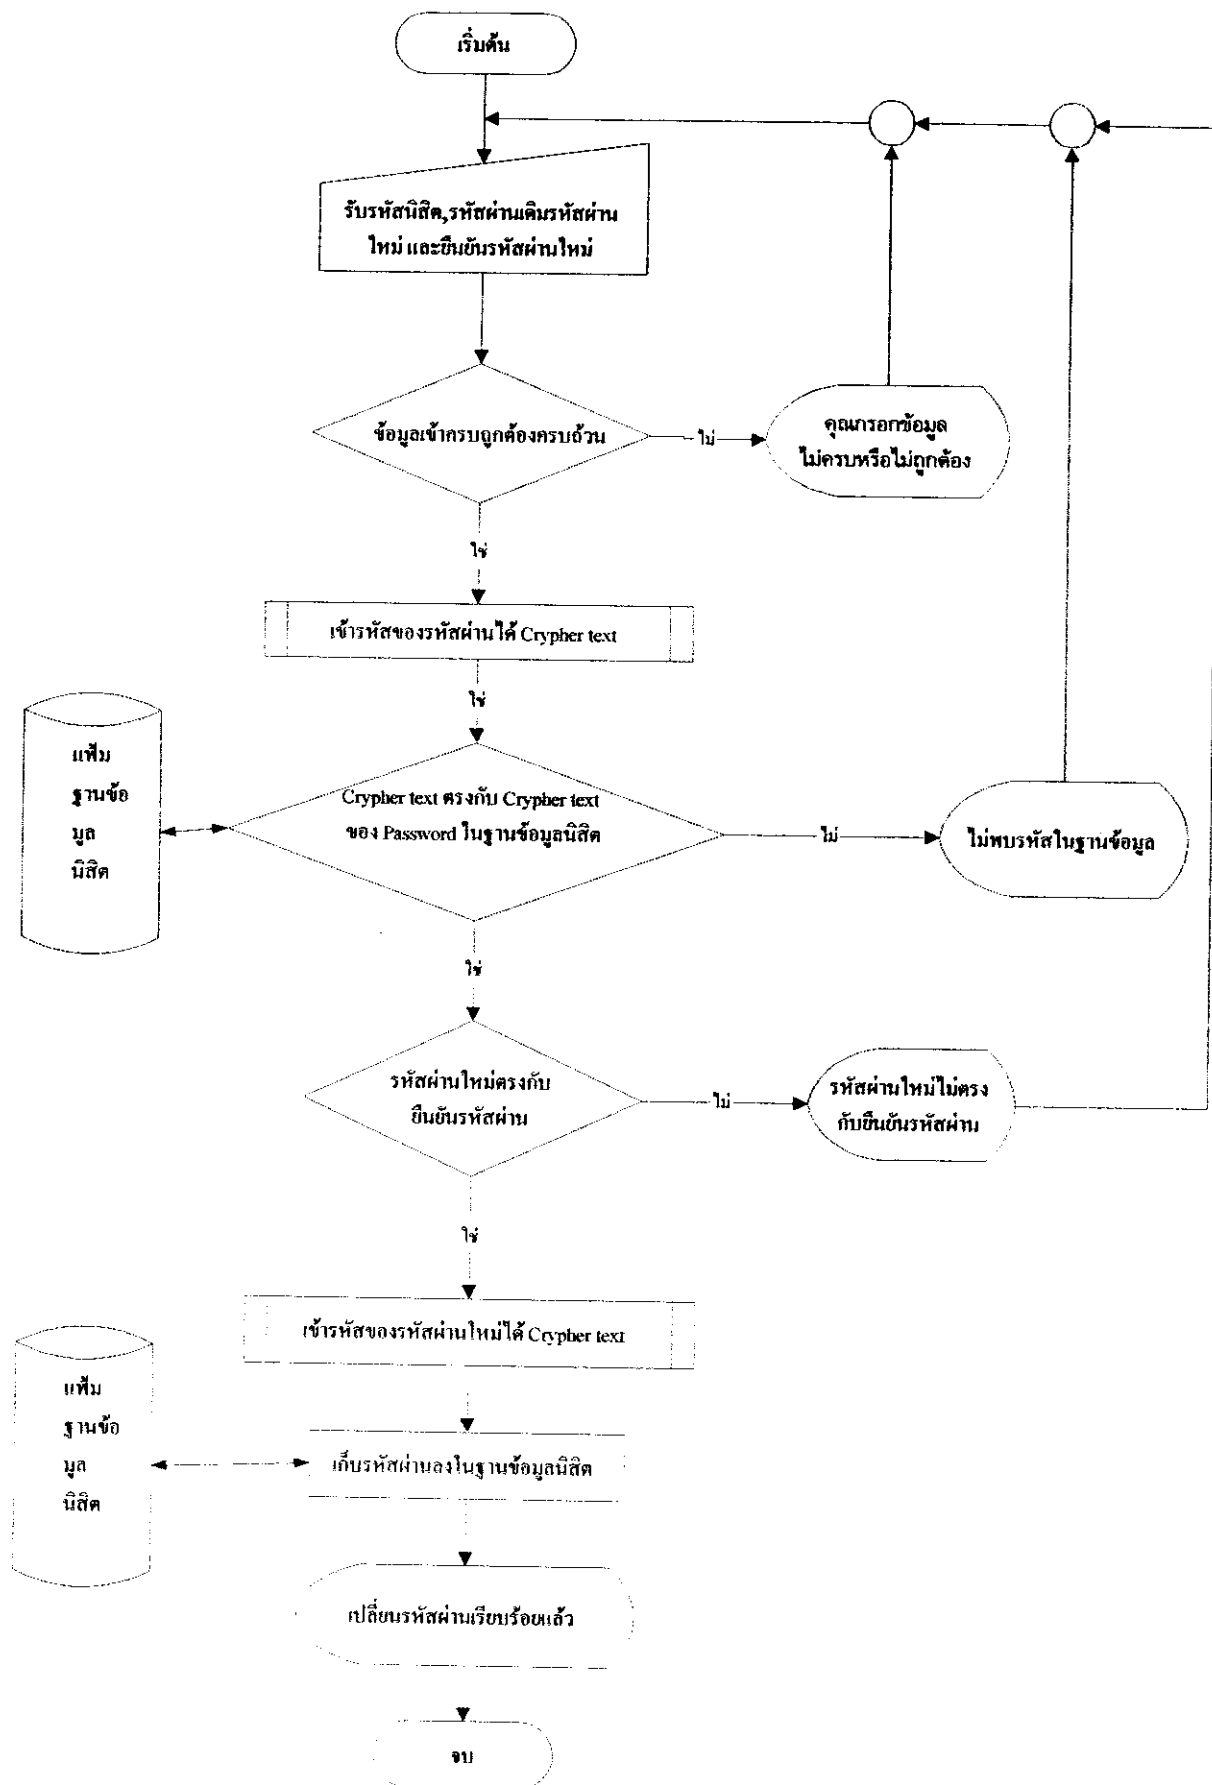 เริ่มต้น
รับรหัสนิสิต,รหัสผ่านเดิมรหัสผ่าน
ใหม่ และยืนยันรหัสผ่านใหม่
ข้อมูลเข้าครบถูกต้องครบถ้วน
ไม่
คุณกรอกข้อมูล
ไม่ครบหรือไม่ถูกต้อง
ใช่
เข้ารหัสของรหัสผ่านได้ Crypher text
ใช่
แฟ้ม
ฐานข้อ
มูล
นิสิต
Crypher text ตรงกับ Crypher text
ของ Password ในฐานข้อมูลนิสิต
ไม่
ไม่พบรหัสในฐานข้อมูล
ใช่
รหัสผ่านใหม่ตรงกับ
ยืนยันรหัสผ่าน
ไม่
รหัสผ่านใหม่ไม่ตรง
กับยืนยันรหัสผ่าน
ใช่
เข้ารหัสของรหัสผ่านใหม่ได้ Crypher text
แฟ้ม
ฐานข้อ
มูล
นิสิต
เก็บรหัสผ่านลงในฐานข้อมูลนิสิต
เปลี่ยนรหัสผ่านเรียบร้อยแล้ว
จบ